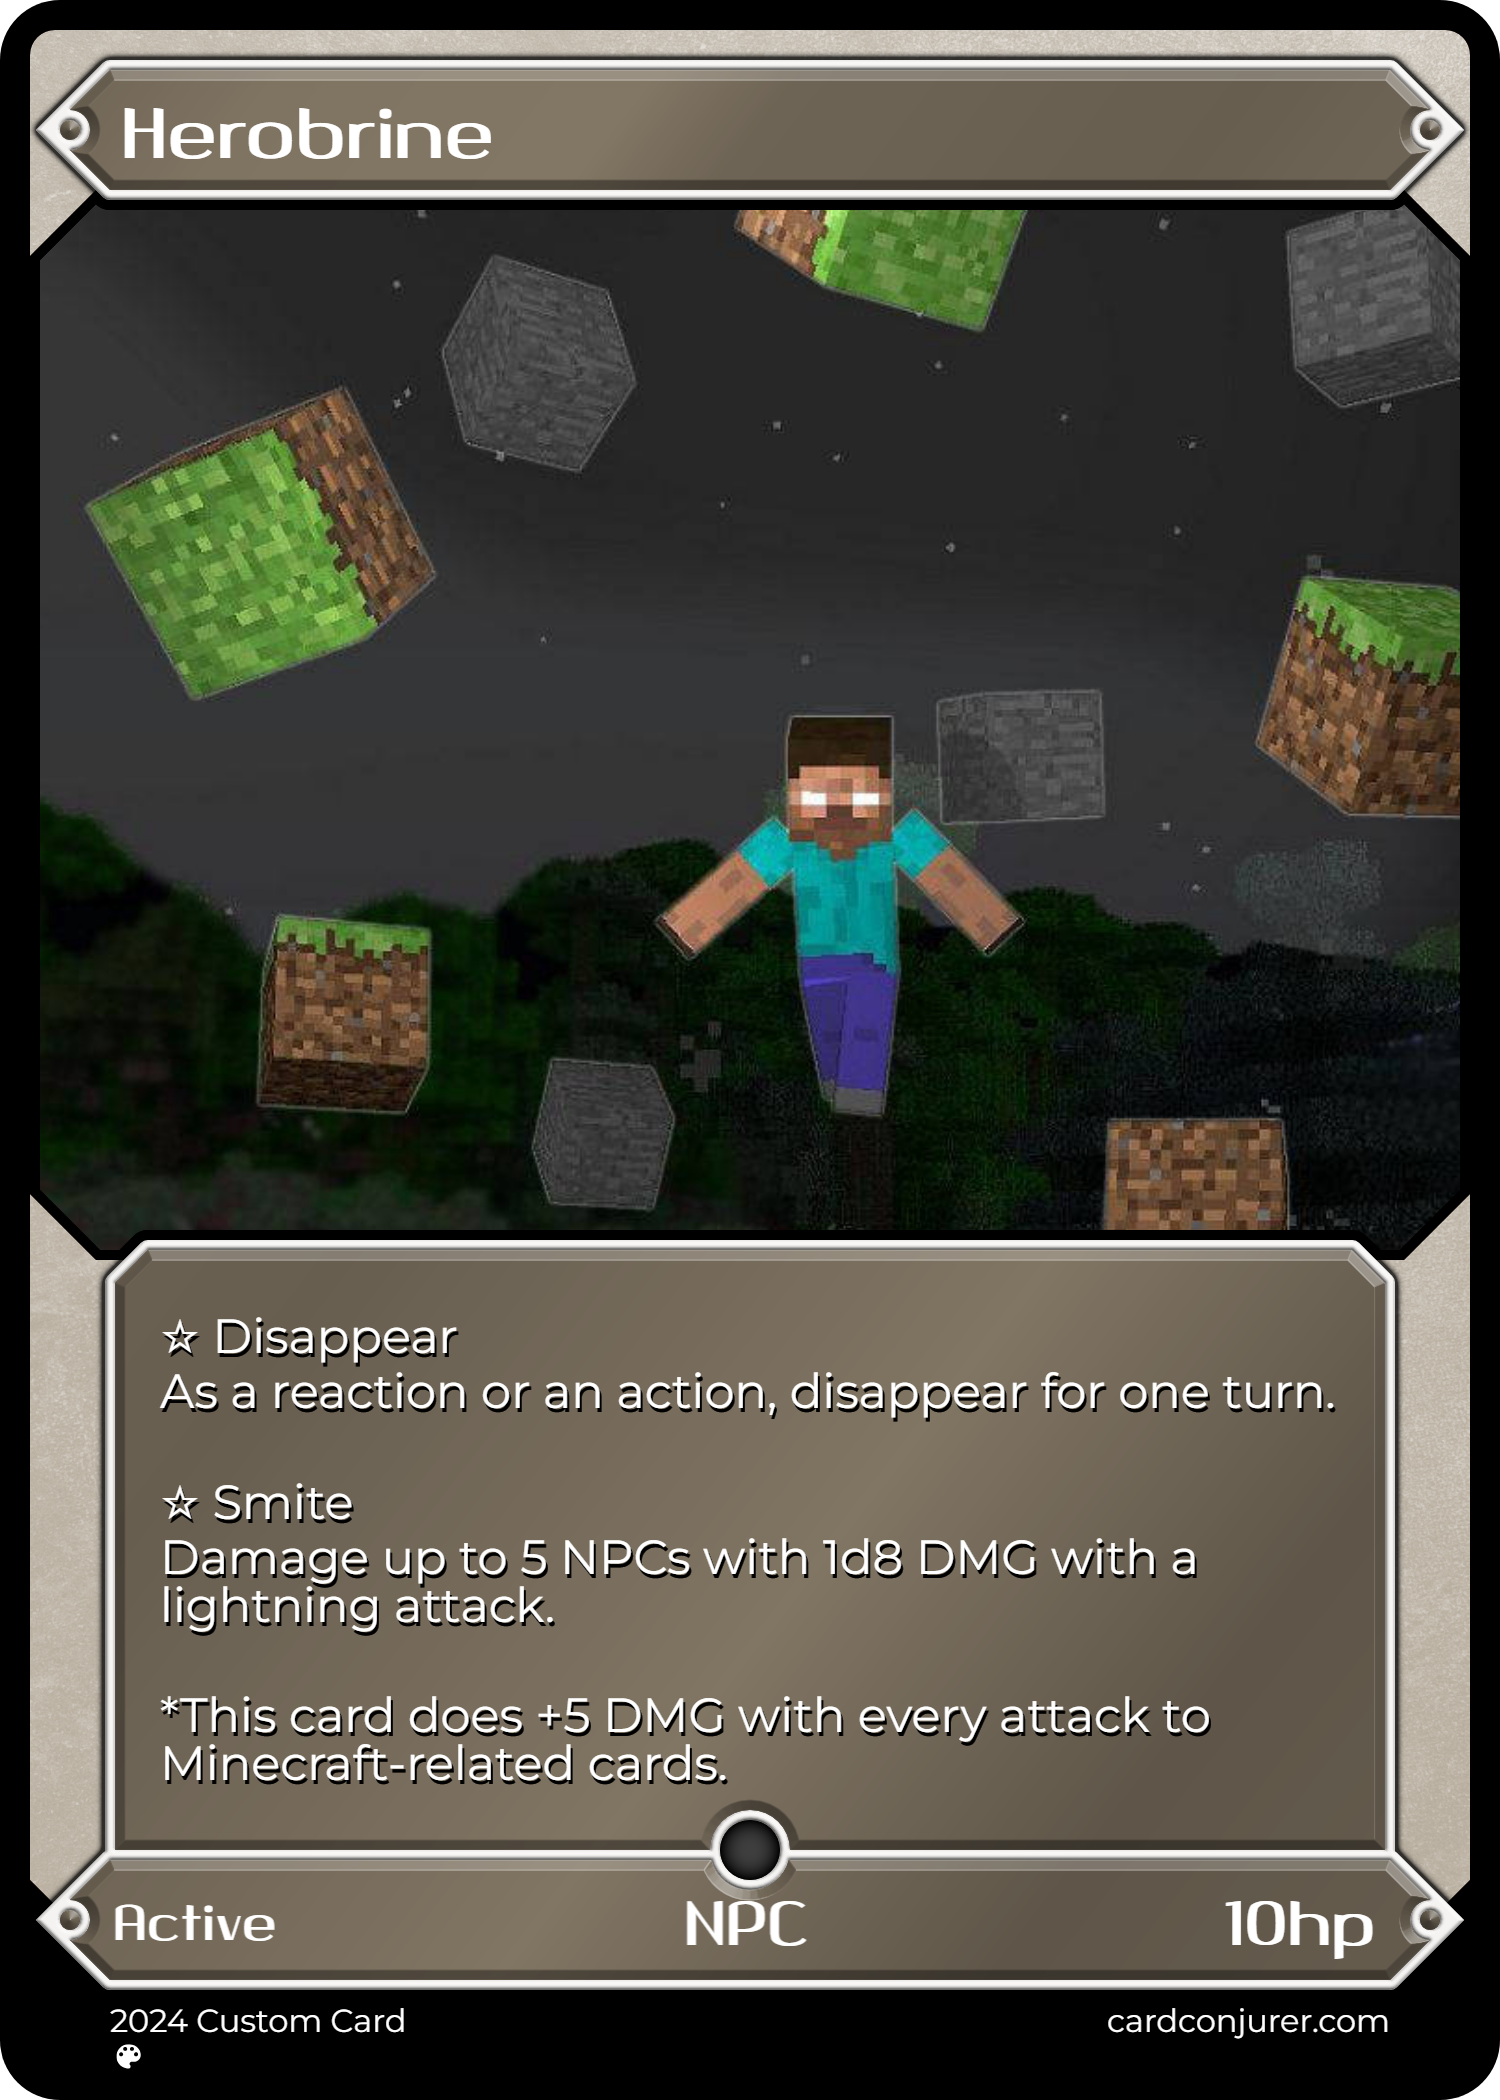 Herobrine
☆ Disappear
As a reaction or an action, disappear for one turn.
☆ Smite
Damage up to 5 NPCs with 1d8 DMG with a
lightning attack.
*This card does +5 DMG with every attack to
Minecraft-related cards.
Active NPC 10hp
2024 Custom Card cardconjurer.com